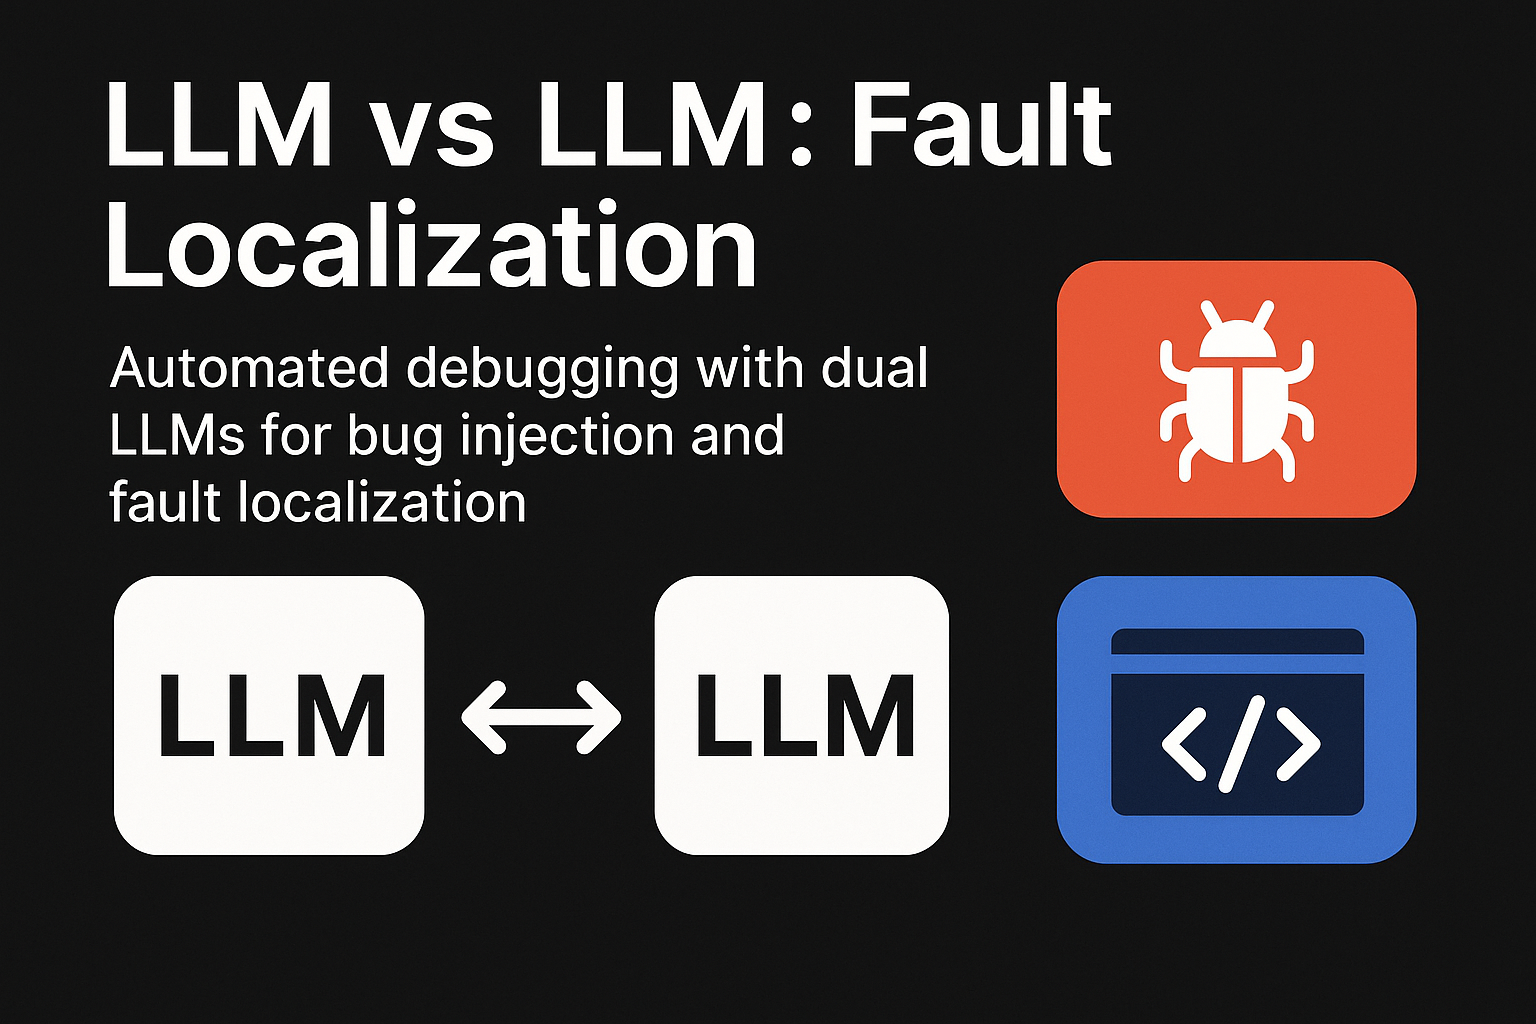 LLM vs LLM: Fault
Localization
Automated debugging with dual
LLMs for bug injection and
fault localization
LLM
LLM
</>